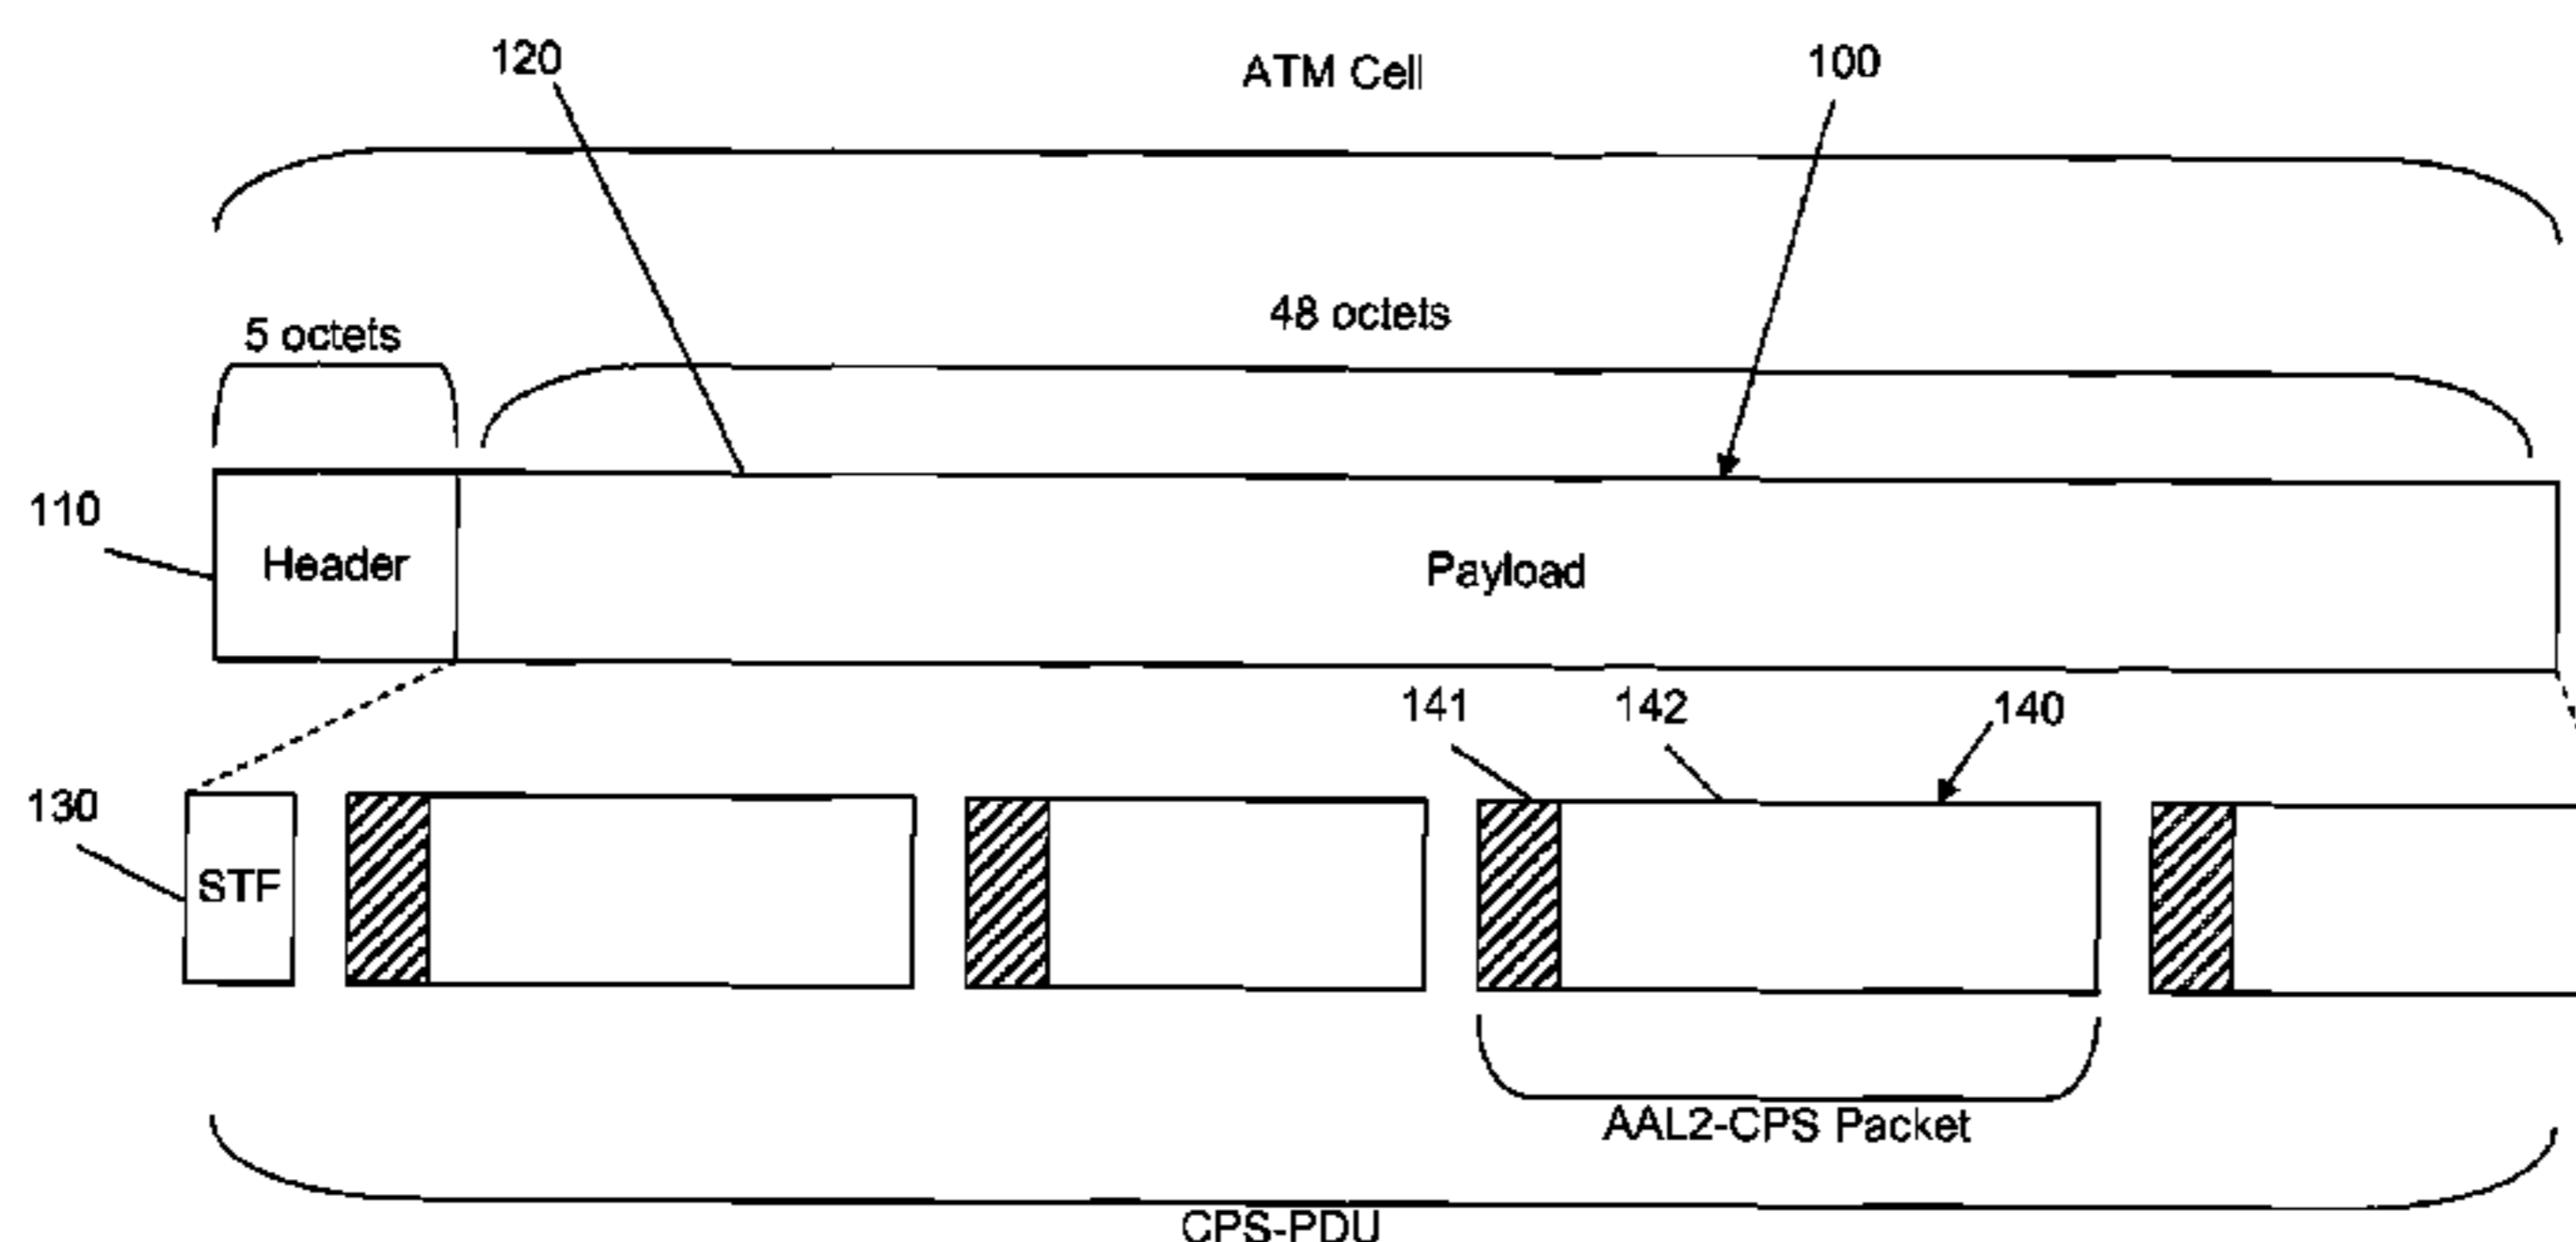 120
ATM Cell
100
5 octets
48 octets
110
Header
Payload
141
142
140
130
STF
AAL2-CPS Packet
CPS-PDU